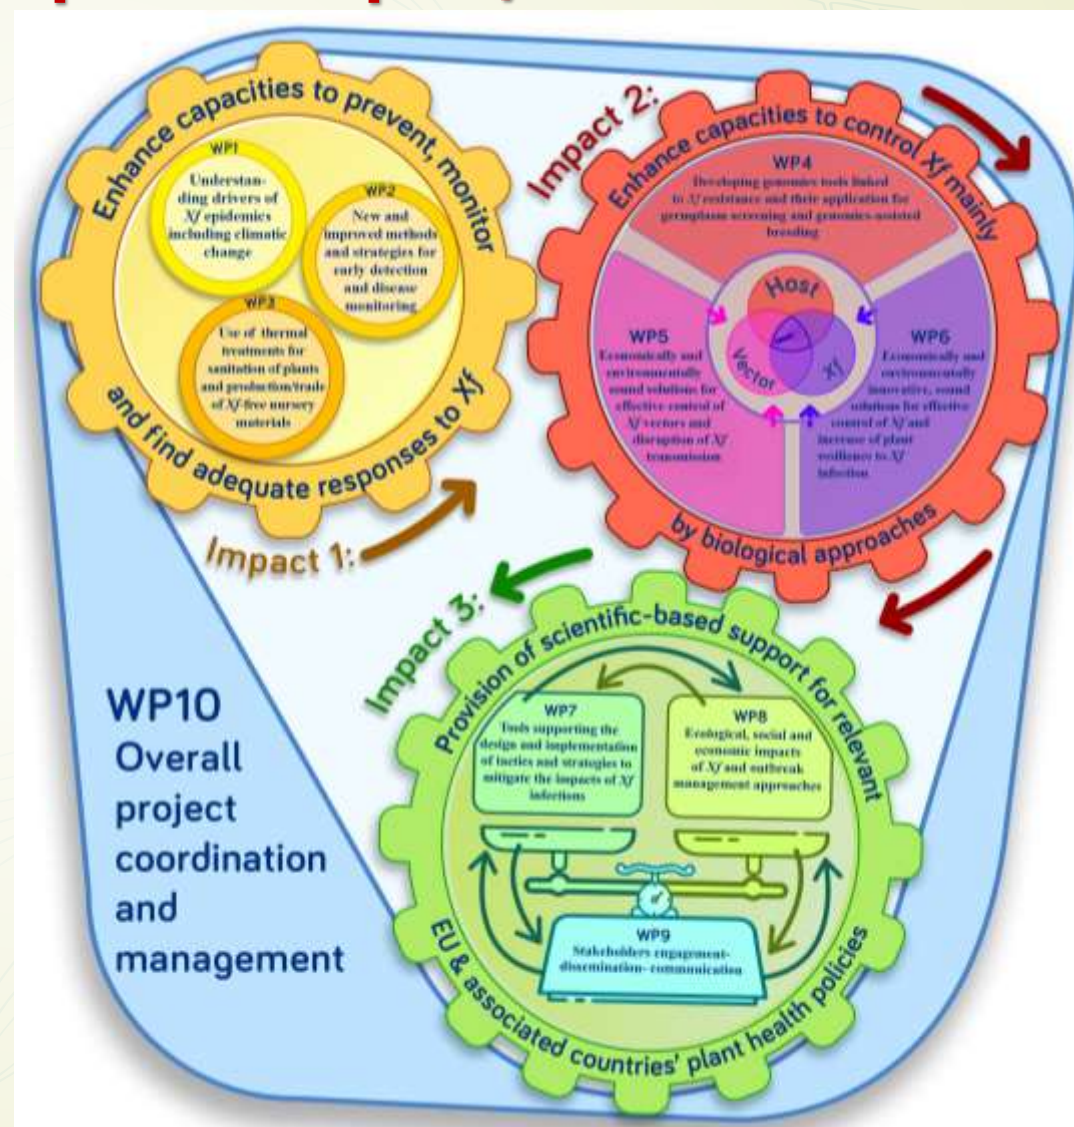 Impact 1:
Enhance capacities to prevent, monitor
and find adequate responses to Xf
WP1
Understan-
ding drivers of
Xf epidemics
including climatic
change
WP2
New and
improved methods
and strategies for
early detection
and disease
monitoring
WP3
Use of thermal
treatments for
sanitation of plants
and production/trade
of Xf-free nursery
materials
Impact 2:
Enhance capacities to control Xf mainly
by biological approaches
WP4
Developing genomics tools linked
to Xf resistance and their application for
germplasm screening and genomics-assisted
breeding
Host
Vector
Xf
WP5
Economically and
environmentally
sound solutions for
effective control of
Xf vectors and
disruption of Xf
transmission
WP6
Economically and
environmentally
innovative, sound
solutions for effective
control of Xf and
increase of plant
resilience to Xf
infection
Impact 3:
Provision of scientific-based support for relevant
EU & associated countries' plant health policies
WP7
Tools supporting the
design and implementation
of tactics and strategies to
mitigate the impacts of Xf
infections
WP8
Ecological, social and
economic impacts
of Xf and outbreak
management approaches
WP9
Stakeholders engagement-
dissemination- communication
WP10
Overall
project
coordination
and
management